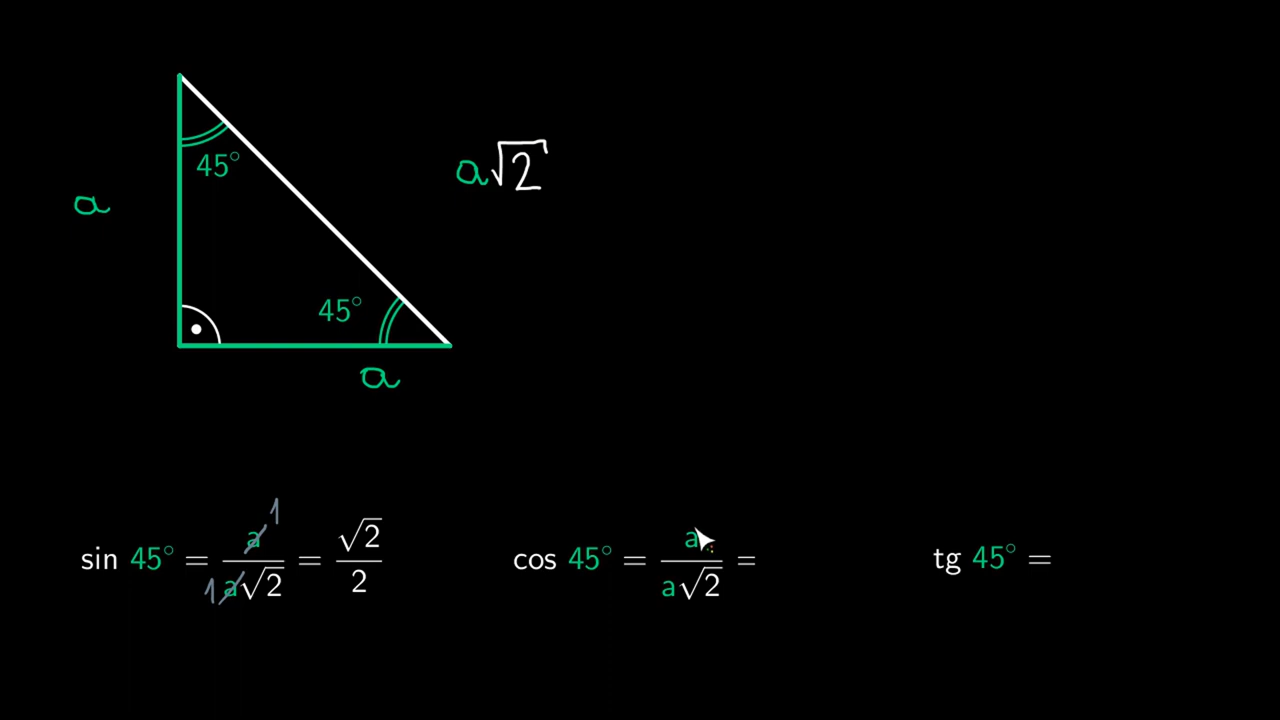 45°
a
a√2
45°
a
sin 45° = a/a√2 = √2/2
1
1
cos 45° = a/a√2 =
tg 45° =